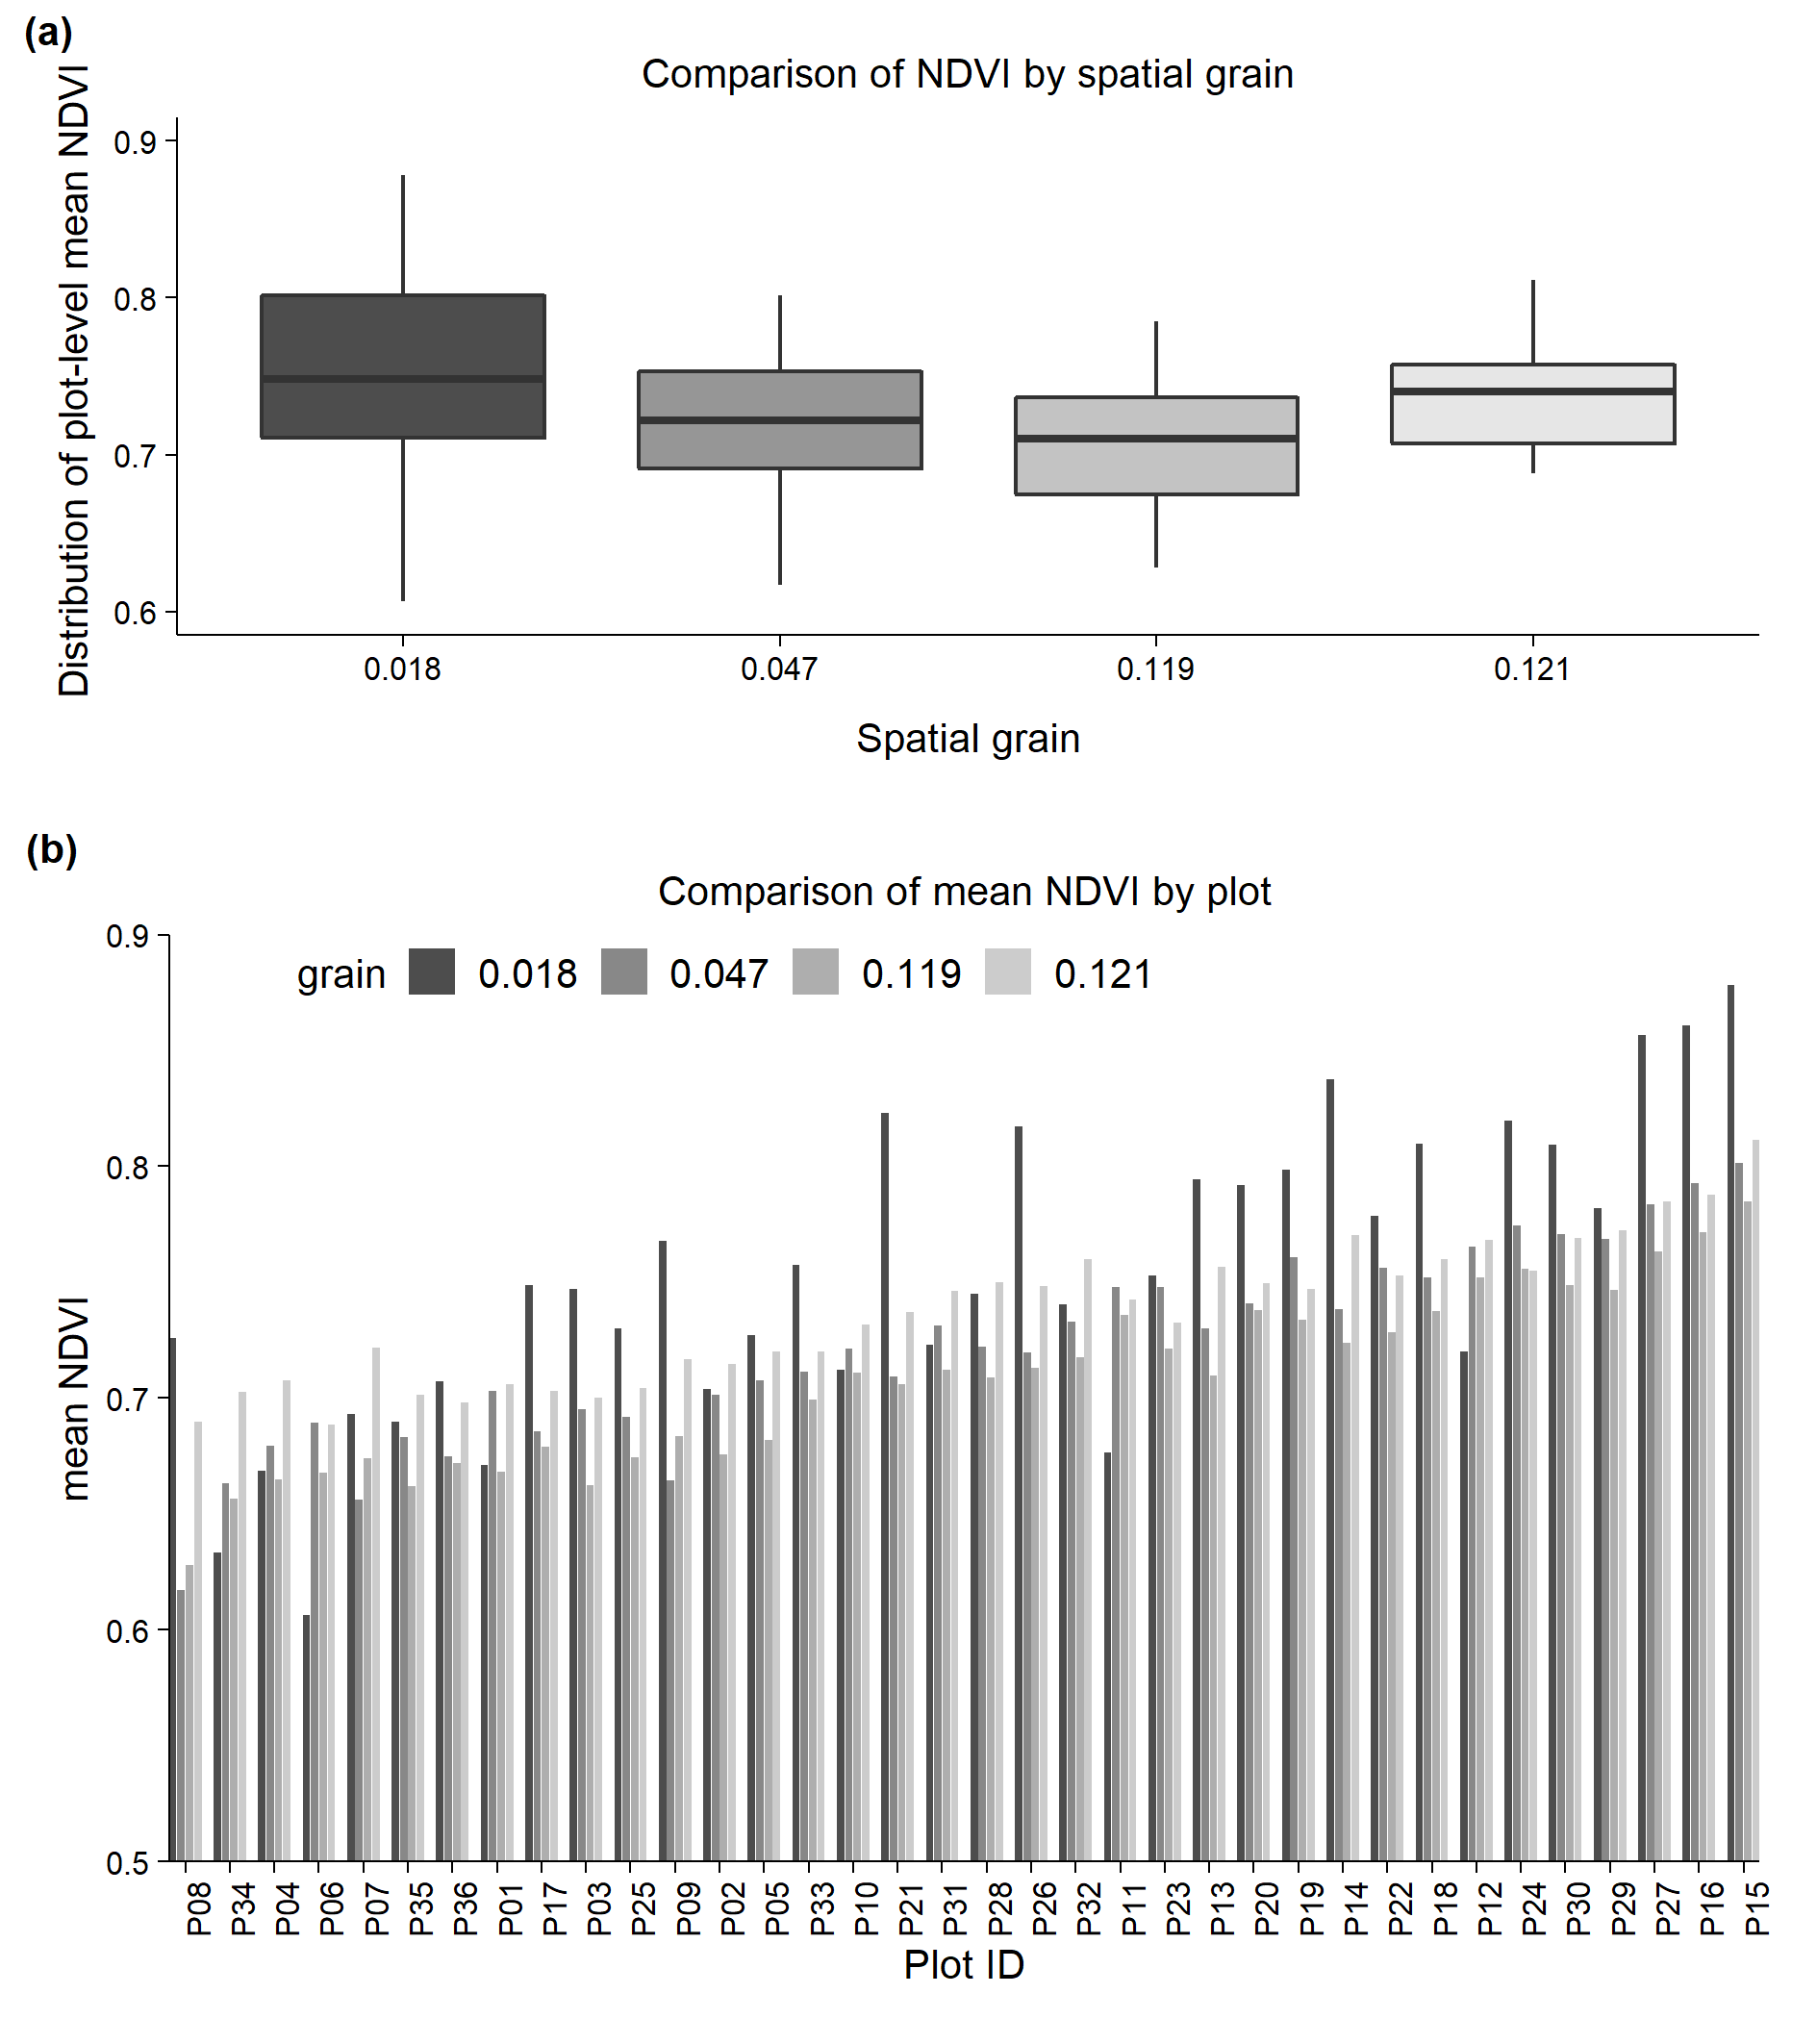 (a)
Comparison of NDVI by spatial grain
Distribution of plot-level mean NDVI
0.9
0.8
0.7
0.6
0.018 0.047 0.119 0.121
Spatial grain
(b)
Comparison of mean NDVI by plot
grain 0.018 0.047 0.119 0.121
mean NDVI
0.9
0.8
0.7
0.6
0.5
P08 P34 P04 P06 P07 P35 P36 P01 P17 P03 P25 P09 P02 P05 P33 P10 P21 P31 P28 P26 P32 P11 P23 P13 P20 P19 P14 P22 P18 P12 P24 P30 P29 P27 P16 P15
Plot ID